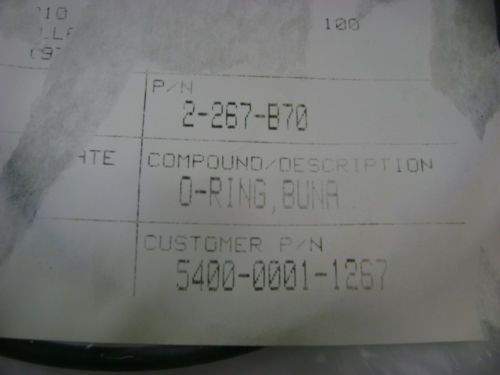 100
P/N
2-267-B70
ATE COMPOUND/DESCRIPTION
O-RING, BUNA
CUSTOMER P/N
5400-0001-1267